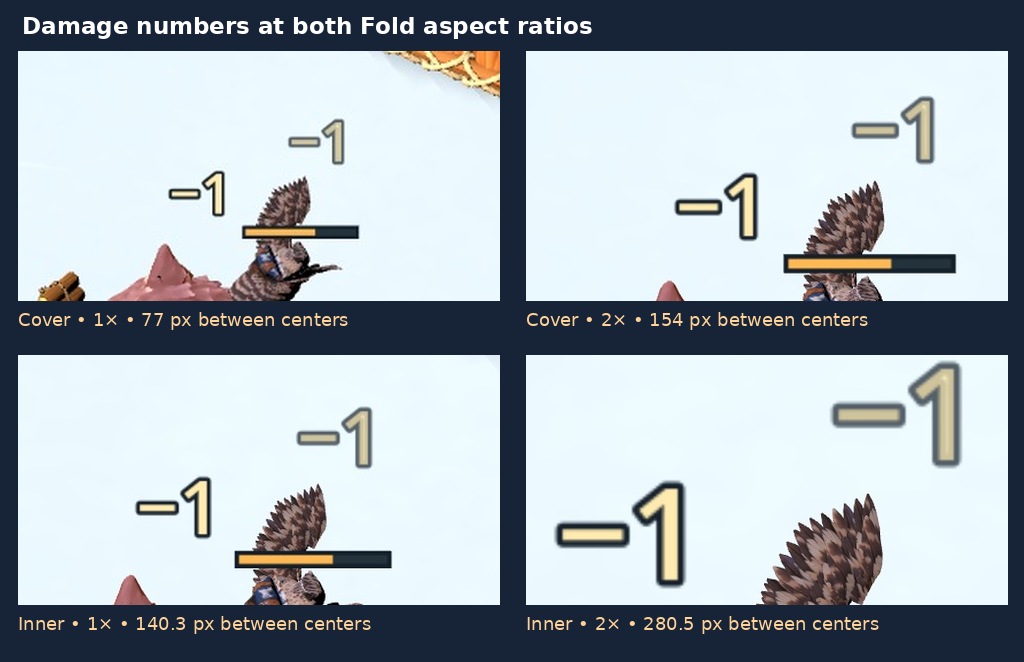 Damage numbers at both Fold aspect ratios
−1
−1
−1
−1
Cover • 1× • 77 px between centers
Cover • 2× • 154 px between centers
−1
−1
−1
−1
Inner • 1× • 140.3 px between centers
Inner • 2× • 280.5 px between centers